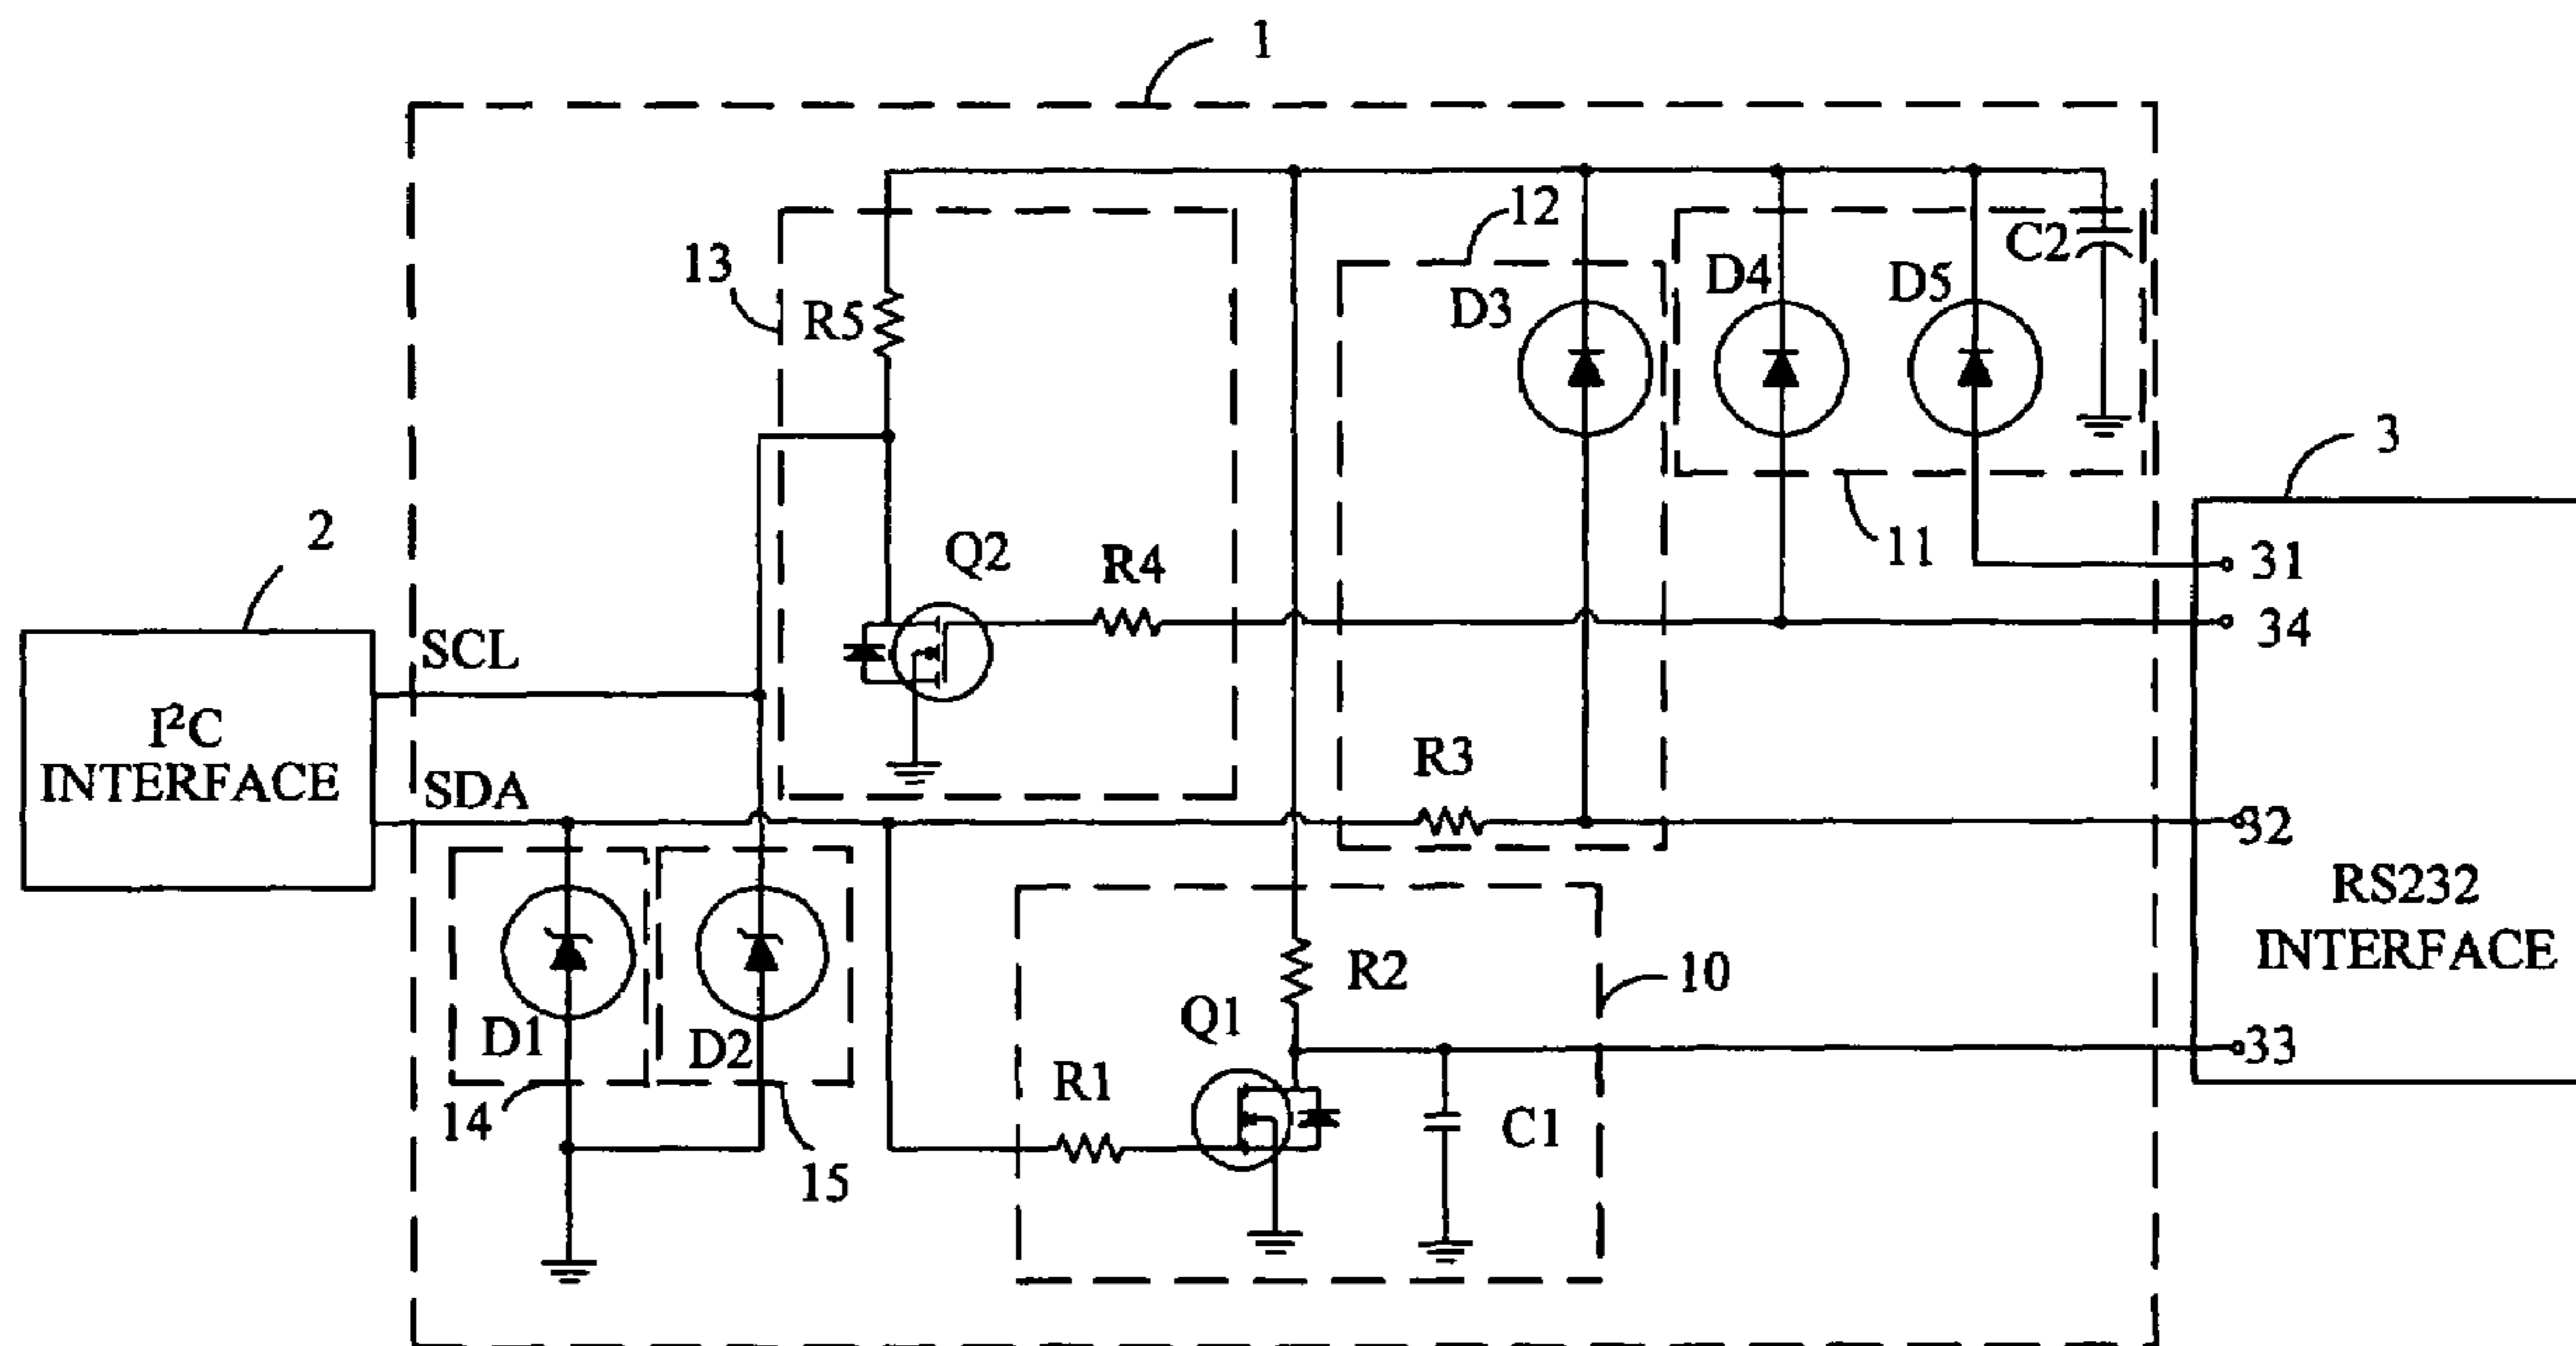 1
12
13
R5
D3
D4
D5
C2
3
2
Q2
R4
11
31
34
SCL
I²C
INTERFACE
SDA
R3
32
RS232
INTERFACE
R2
10
Q1
33
D1
D2
R1
C1
14
15